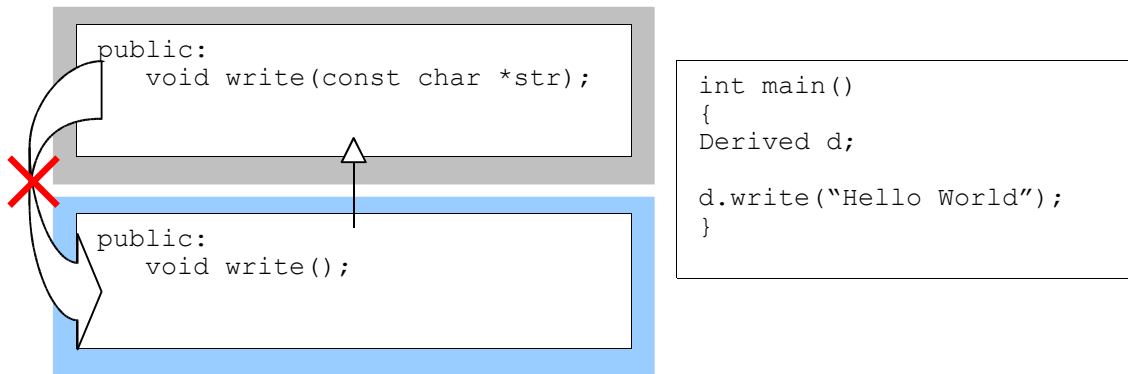 public:
void write(const char *str);
public:
void write();
int main()
{
Derived d;
d.write(“Hello World”);
}